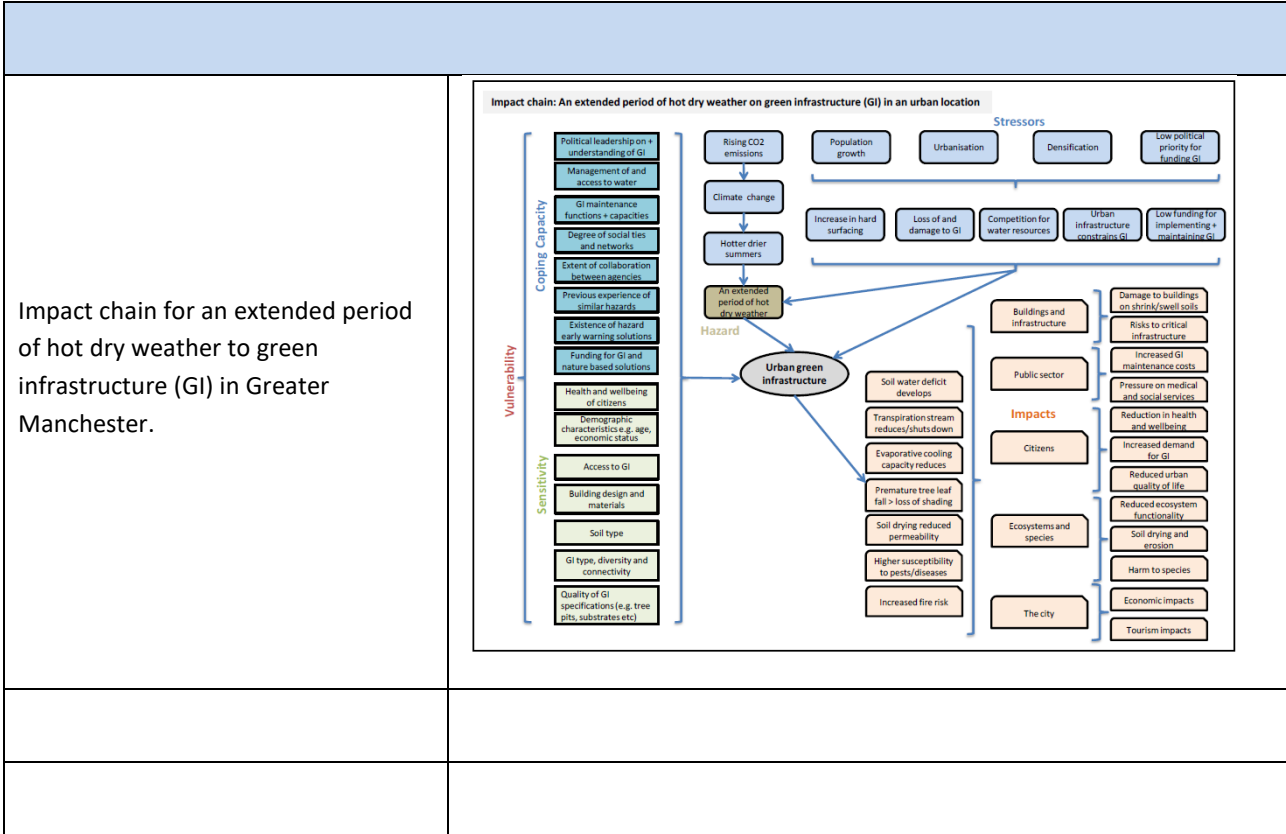 Impact chain for an extended period
of hot dry weather to green
infrastructure (GI) in Greater
Manchester.
Impact chain: An extended period of hot dry weather on green infrastructure (GI) in an urban location
Stressors
Vulnerability
Coping Capacity
Political leadership on +
understanding of GI
Management of and
access to water
GI maintenance
functions + capacities
Degree of social ties
and networks
Extent of collaboration
between agencies
Previous experience of
similar hazards
Existence of hazard
early warning solutions
Funding for GI and
nature based solutions
Sensitivity
Health and wellbeing
of citizens
Demographic
characteristics e.g. age,
economic status
Access to GI
Building design and
materials
Soil type
GI type, diversity and
connectivity
Quality of GI
specifications (e.g. tree
pits, substrates etc)
Rising CO2
emissions
Climate change
Hotter drier
summers
An extended
period of hot
dry weather
Hazard
Population
growth
Urbanisation
Densification
Low political
priority for
funding GI
Increase in hard
surfacing
Loss of and
damage to GI
Competition for
water resources
Urban
infrastructure
constrains GI
Low funding for
implementing +
maintaining GI
Urban green
infrastructure
Soil water deficit
develops
Transpiration stream
reduces/shuts down
Evaporative cooling
capacity reduces
Premature tree leaf
fall > loss of shading
Soil drying reduced
permeability
Higher susceptibility
to pests/diseases
Increased fire risk
Impacts
Buildings and
infrastructure
Damage to buildings
on shrink/swell soils
Risks to critical
infrastructure
Public sector
Increased GI
maintenance costs
Pressure on medical
and social services
Citizens
Reduction in health
and wellbeing
Increased demand
for GI
Reduced urban
quality of life
Ecosystems and
species
Reduced ecosystem
functionality
Soil drying and
erosion
Harm to species
The city
Economic impacts
Tourism impacts